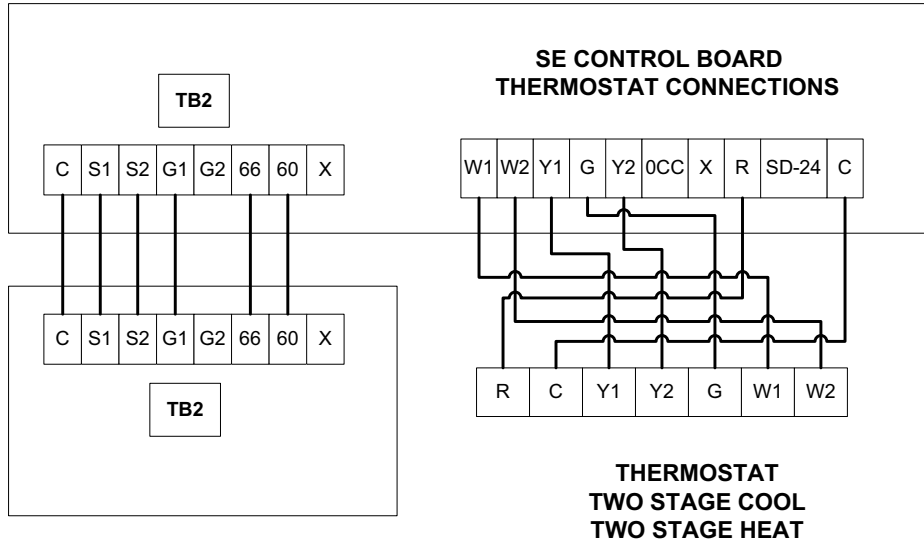 SE CONTROL BOARD
THERMOSTAT CONNECTIONS
TB2
C S1 S2 G1 G2 66 60 X
W1 W2 Y1 G Y2 0CC X R SD-24 C
C S1 S2 G1 G2 66 60 X
TB2
R C Y1 Y2 G W1 W2
THERMOSTAT
TWO STAGE COOL
TWO STAGE HEAT